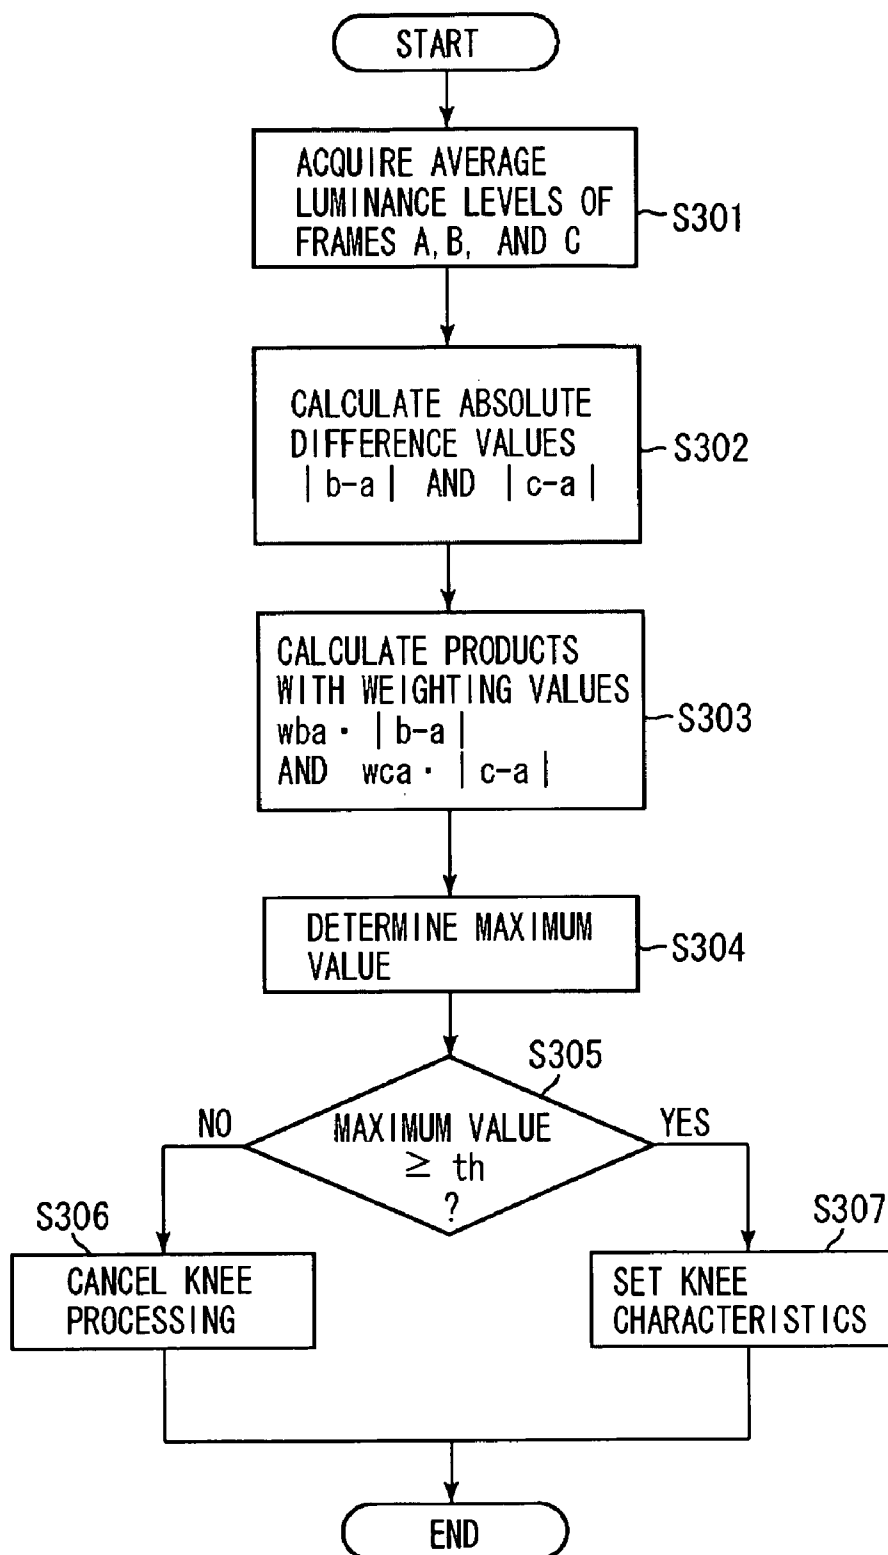 START
ACQUIRE AVERAGE
LUMINANCE LEVELS OF
FRAMES A, B, AND C
S301
CALCULATE ABSOLUTE
DIFFERENCE VALUES
|b-a| AND |c-a|
S302
CALCULATE PRODUCTS
WITH WEIGHTING VALUES
wba・|b-a|
AND wca・|c-a|
S303
DETERMINE MAXIMUM
VALUE
S304
S305
NO
MAXIMUM VALUE
≥ th
?
YES
S306
CANCEL KNEE
PROCESSING
S307
SET KNEE
CHARACTERISTICS
END